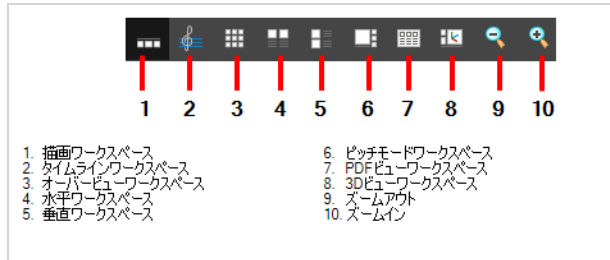 1 2 3 4 5 6 7 8 9 10
1. 描画ワークスペース
2. タイムラインワークスペース
3. オーバービューワークスペース
4. 水平ワークスペース
5. 垂直ワークスペース
6. ピッチモードワークスペース
7. PDFビューワークスペース
8. 3Dビューワークスペース
9. ズームアウト
10. ズームイン